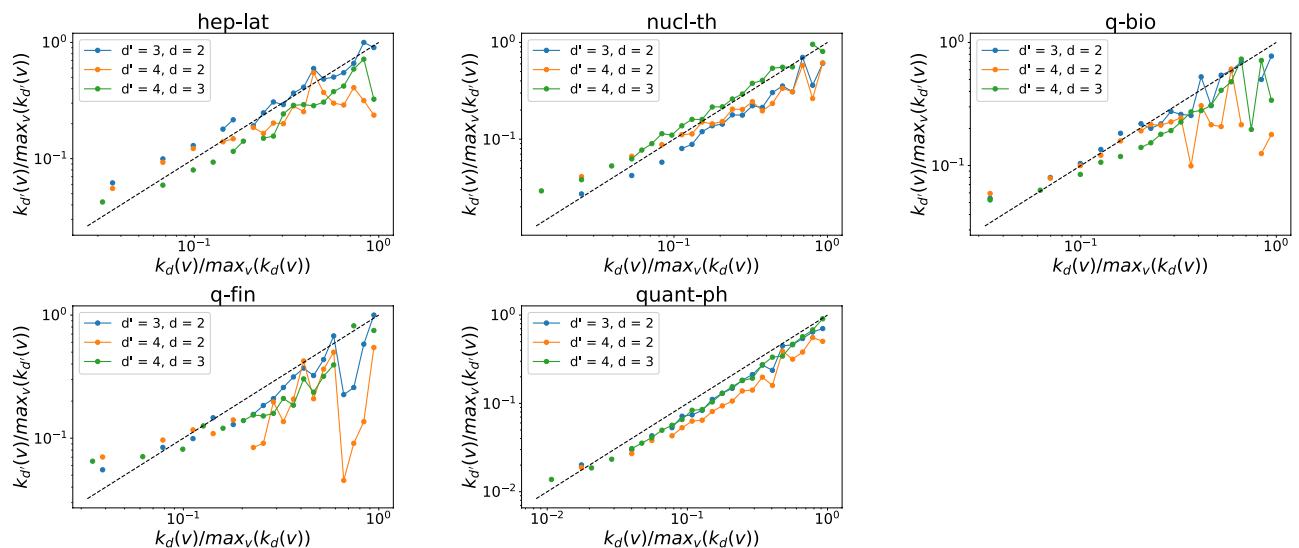 hep-lat
10⁰
10⁻¹
k_{d'}(v)/max_v(k_{d'}(v))
d' = 3, d = 2
d' = 4, d = 2
d' = 4, d = 3
10⁻¹ 10⁰
k_d(v)/max_v(k_d(v))
nucl-th
10⁰
10⁻¹
k_{d'}(v)/max_v(k_{d'}(v))
d' = 3, d = 2
d' = 4, d = 2
d' = 4, d = 3
10⁻¹ 10⁰
k_d(v)/max_v(k_d(v))
q-bio
10⁰
10⁻¹
k_{d'}(v)/max_v(k_{d'}(v))
d' = 3, d = 2
d' = 4, d = 2
d' = 4, d = 3
10⁻¹ 10⁰
k_d(v)/max_v(k_d(v))
q-fin
10⁰
10⁻¹
k_{d'}(v)/max_v(k_{d'}(v))
d' = 3, d = 2
d' = 4, d = 2
d' = 4, d = 3
10⁻¹ 10⁰
k_d(v)/max_v(k_d(v))
quant-ph
10⁰
10⁻¹
10⁻²
k_{d'}(v)/max_v(k_{d'}(v))
d' = 3, d = 2
d' = 4, d = 2
d' = 4, d = 3
10⁻² 10⁻¹ 10⁰
k_d(v)/max_v(k_d(v))